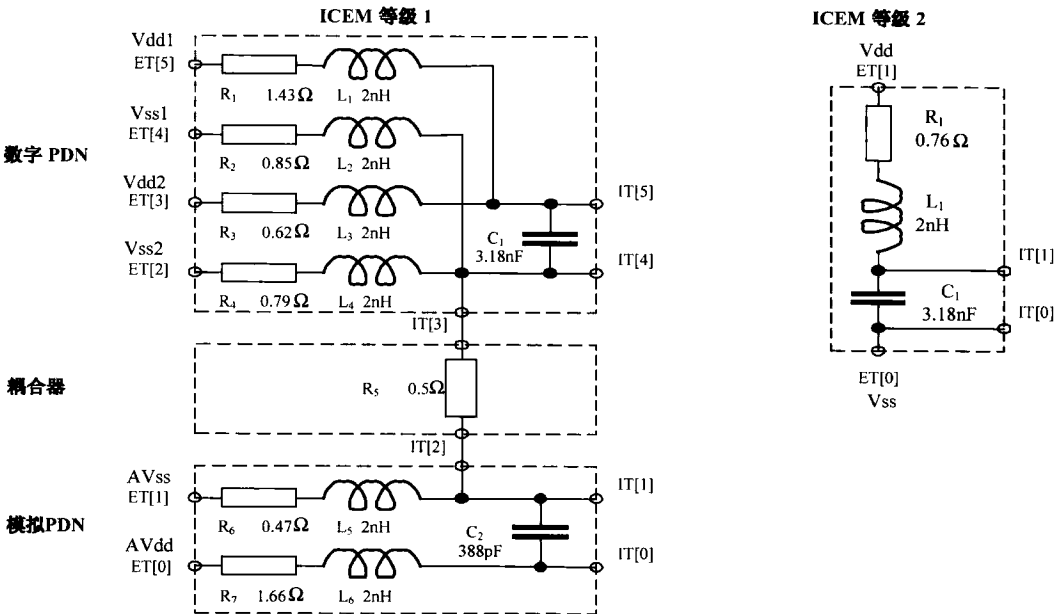 ICEM 等级 1
ICEM 等级 2
Vdd1
ET[5]
R₁ 1.43Ω L₁ 2nH
Vss1
ET[4]
R₂ 0.85Ω L₂ 2nH
数字 PDN
Vdd2
ET[3]
R₃ 0.62Ω L₃ 2nH
Vss2
ET[2]
R₄ 0.79Ω L₄ 2nH
C₁
3.18nF
IT[5]
IT[4]
IT[3]
耦合器
R₅ 0.5Ω
IT[2]
AVss
ET[1]
R₆ 0.47Ω L₅ 2nH
模拟PDN
AVdd
ET[0]
R₇ 1.66Ω L₆ 2nH
C₂
388pF
IT[1]
IT[0]
Vdd
ET[1]
R₁
0.76Ω
L₁
2nH
IT[1]
C₁
3.18nF
IT[0]
ET[0]
Vss